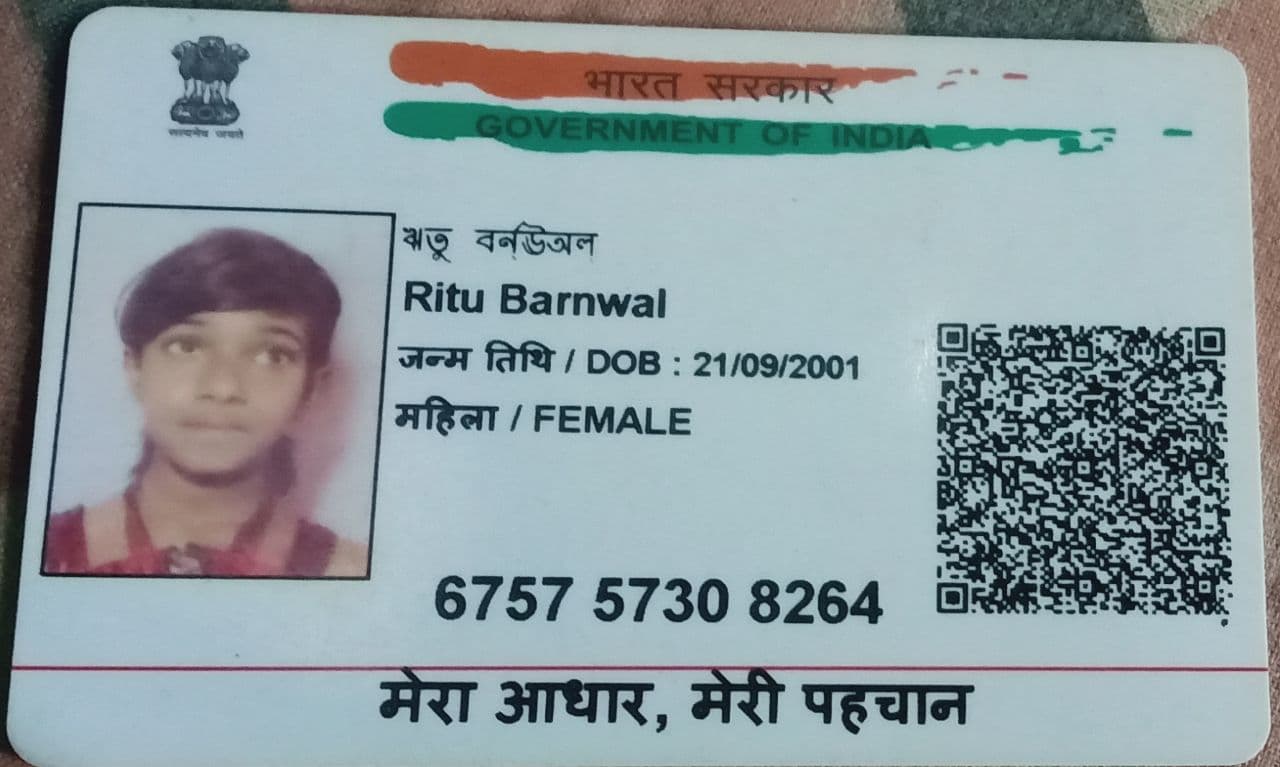 सत्यमेव जयते
भारत सरकार
GOVERNMENT OF INDIA
ঋতু বর্ন্উঅল
Ritu Barnwal
जन्म तिथि / DOB : 21/09/2001
महिला / FEMALE
6757 5730 8264
मेरा आधार, मेरी पहचान